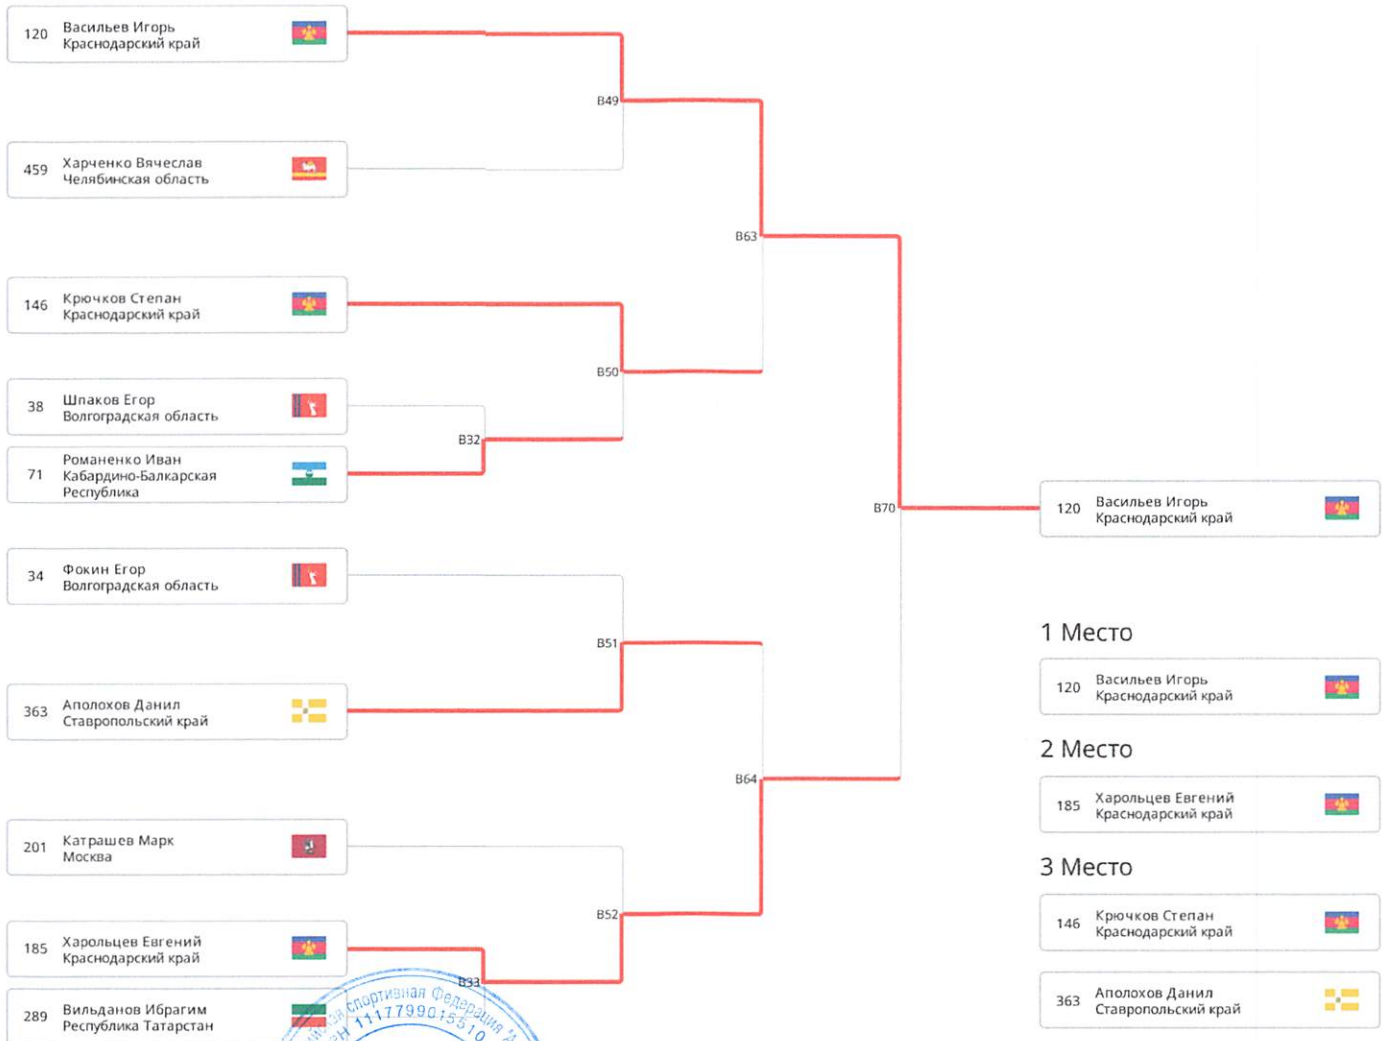 120 Васильев Игорь
Краснодарский край
B49
459 Харченко Вячеслав
Челябинская область
B63
146 Крючков Степан
Краснодарский край
B50
38 Шпаков Егор
Волгоградская область
B32
71 Романенко Иван
Кабардино-Балкарская
Республика
B70
120 Васильев Игорь
Краснодарский край
34 Фокин Егор
Волгоградская область
B51
363 Аполохов Данил
Ставропольский край
B64
201 Катрашев Марк
Москва
B52
185 Харольцев Евгений
Краснодарский край
B33
289 Вильданов Ибрагим
Республика Татарстан
спортивная Федерация
1117799015510
1 Место
120 Васильев Игорь
Краснодарский край
2 Место
185 Харольцев Евгений
Краснодарский край
3 Место
146 Крючков Степан
Краснодарский край
363 Аполохов Данил
Ставропольский край